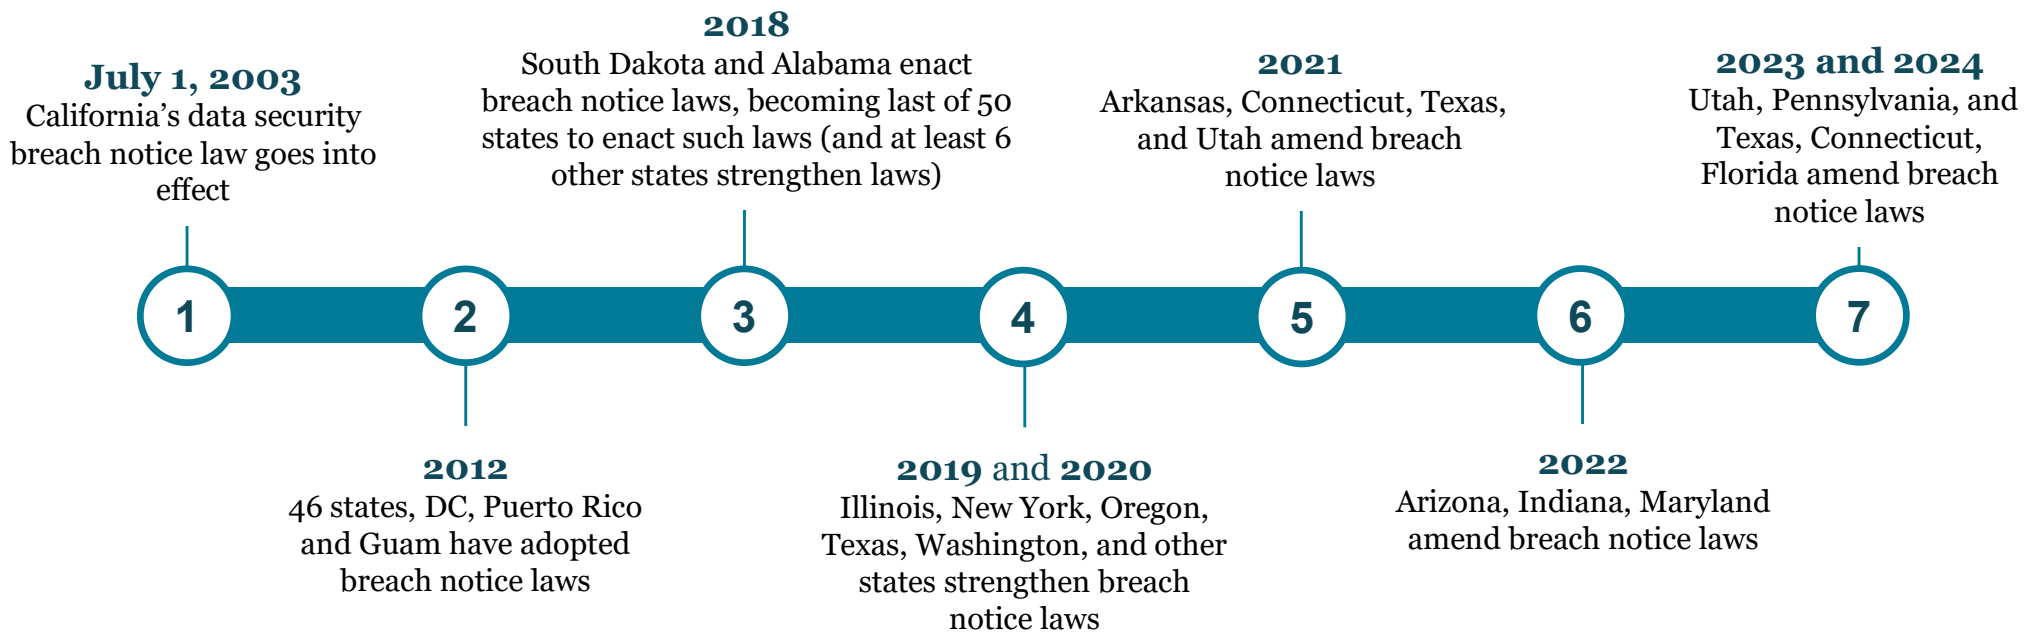 July 1, 2003
California’s data security
breach notice law goes into
effect
2018
South Dakota and Alabama enact
breach notice laws, becoming last of 50
states to enact such laws (and at least 6
other states strengthen laws)
2021
Arkansas, Connecticut, Texas,
and Utah amend breach
notice laws
2023 and 2024
Utah, Pennsylvania, and
Texas, Connecticut,
Florida amend breach
notice laws
1
2
3
4
5
6
7
2012
46 states, DC, Puerto Rico
and Guam have adopted
breach notice laws
2019 and 2020
Illinois, New York, Oregon,
Texas, Washington, and other
states strengthen breach
notice laws
2022
Arizona, Indiana, Maryland
amend breach notice laws